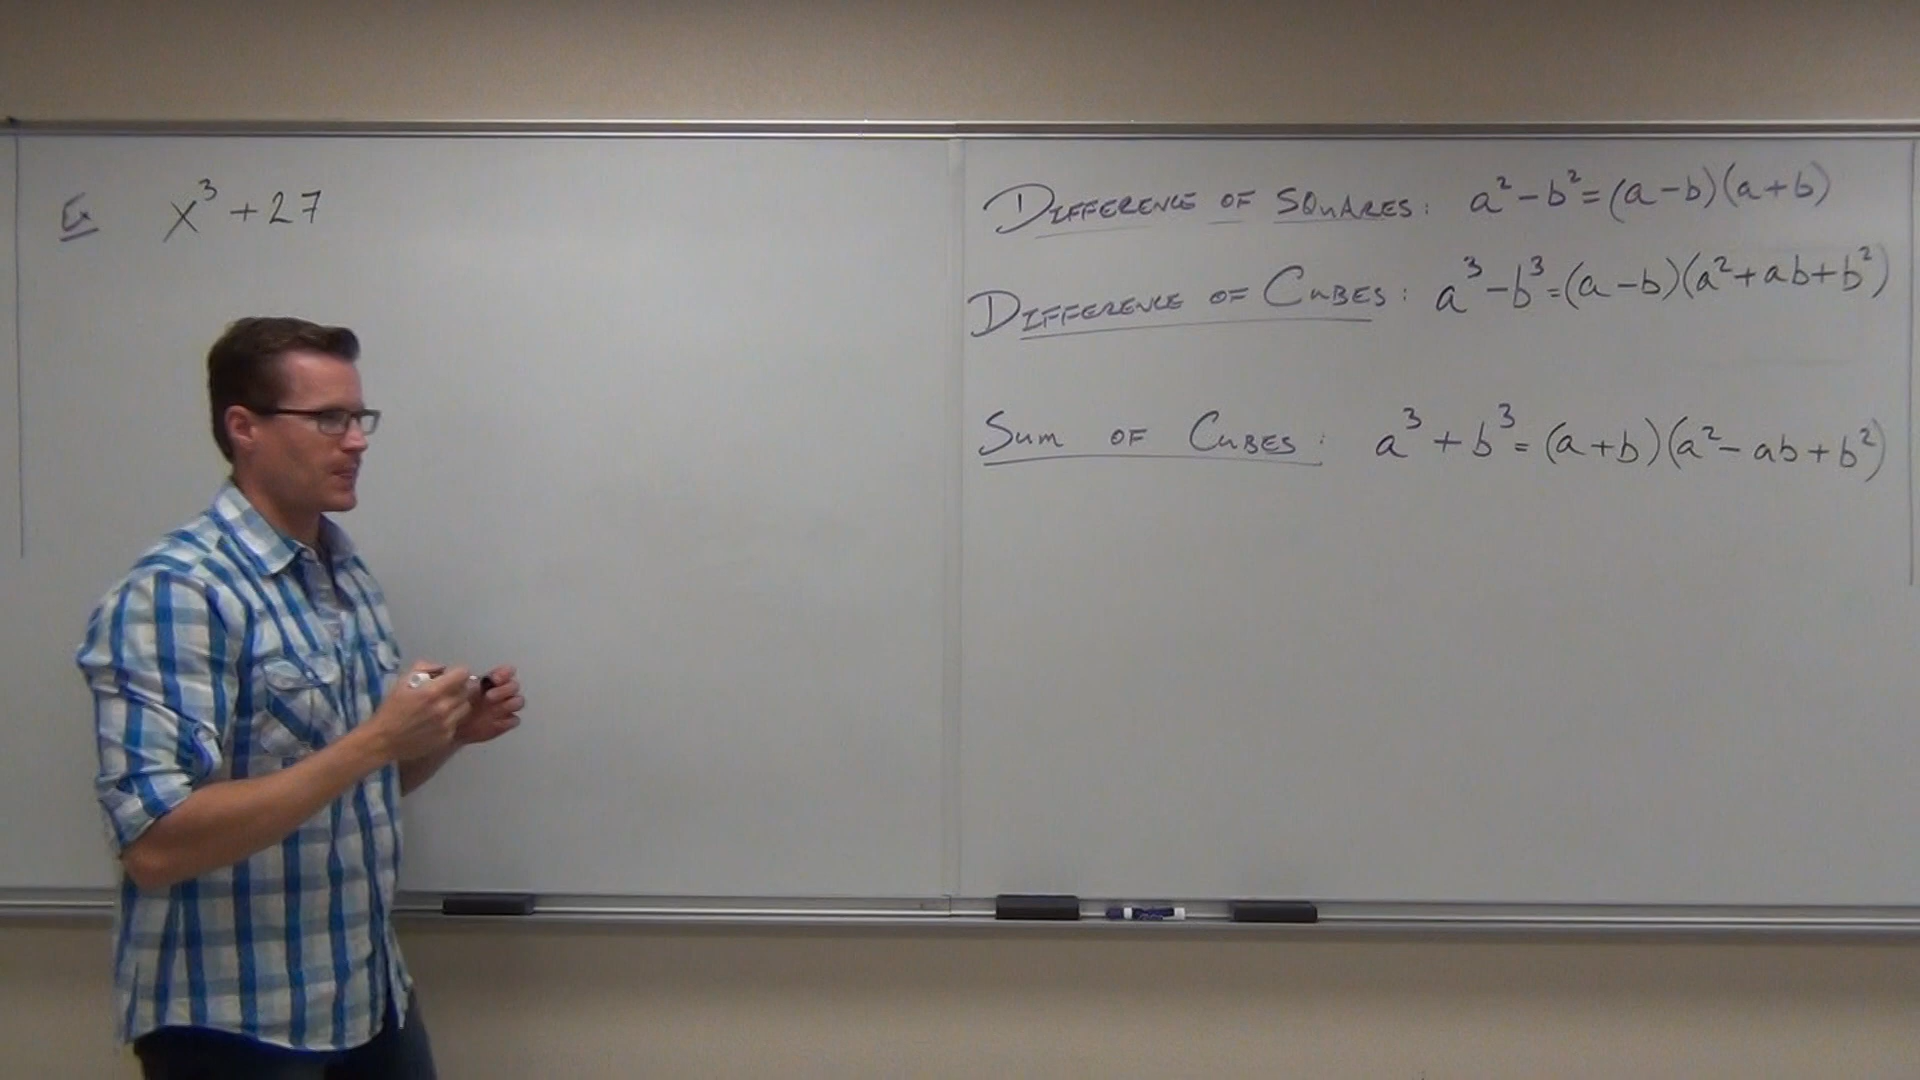 Ex x³ + 27
DIFFERENCE OF SQUARES: a² - b² = (a - b)(a + b)
DIFFERENCE OF CUBES: a³ - b³ = (a - b)(a² + ab + b²)
SUM OF CUBES: a³ + b³ = (a + b)(a² - ab + b²)